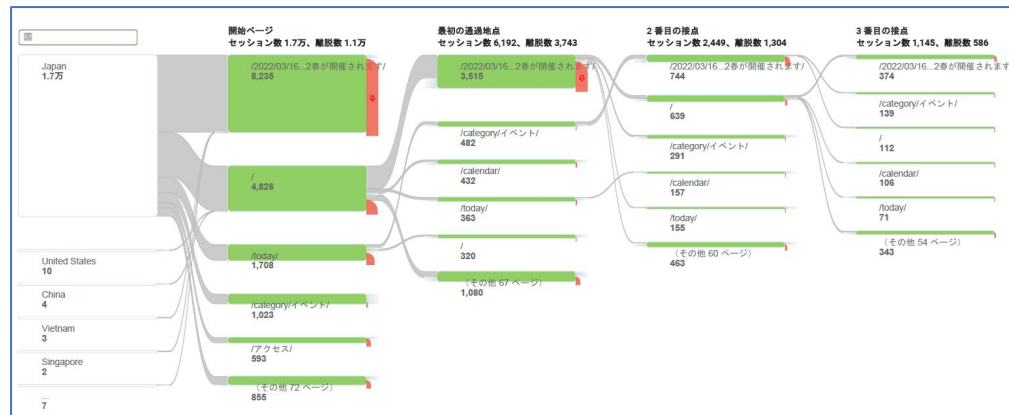 国
Japan
1.7万
United States
10
China
4
Vietnam
3
Singapore
2
...
7
開始ページ
セッション数 1.7万、離脱数 1.1万
/2022/03/16...2春が開催されます/
8,235
/
4,826
/today/
1,708
/category/イベント/
1,023
/アクセス/
593
（その他 72 ページ）
855
最初の通過地点
セッション数 6,192、離脱数 3,743
/2022/03/16...2春が開催されます/
3,515
/category/イベント/
482
/calendar/
432
/today/
363
/
320
（その他 67 ページ）
1,080
2 番目の接点
セッション数 2,449、離脱数 1,304
/2022/03/16...2春が開催されます/
744
/
639
/category/イベント/
291
/calendar/
157
/today/
155
（その他 60 ページ）
463
3 番目の接点
セッション数 1,145、離脱数 586
/2022/03/16...2春が開催されます/
374
/category/イベント/
139
/
112
/calendar/
106
/today/
71
（その他 54 ページ）
343